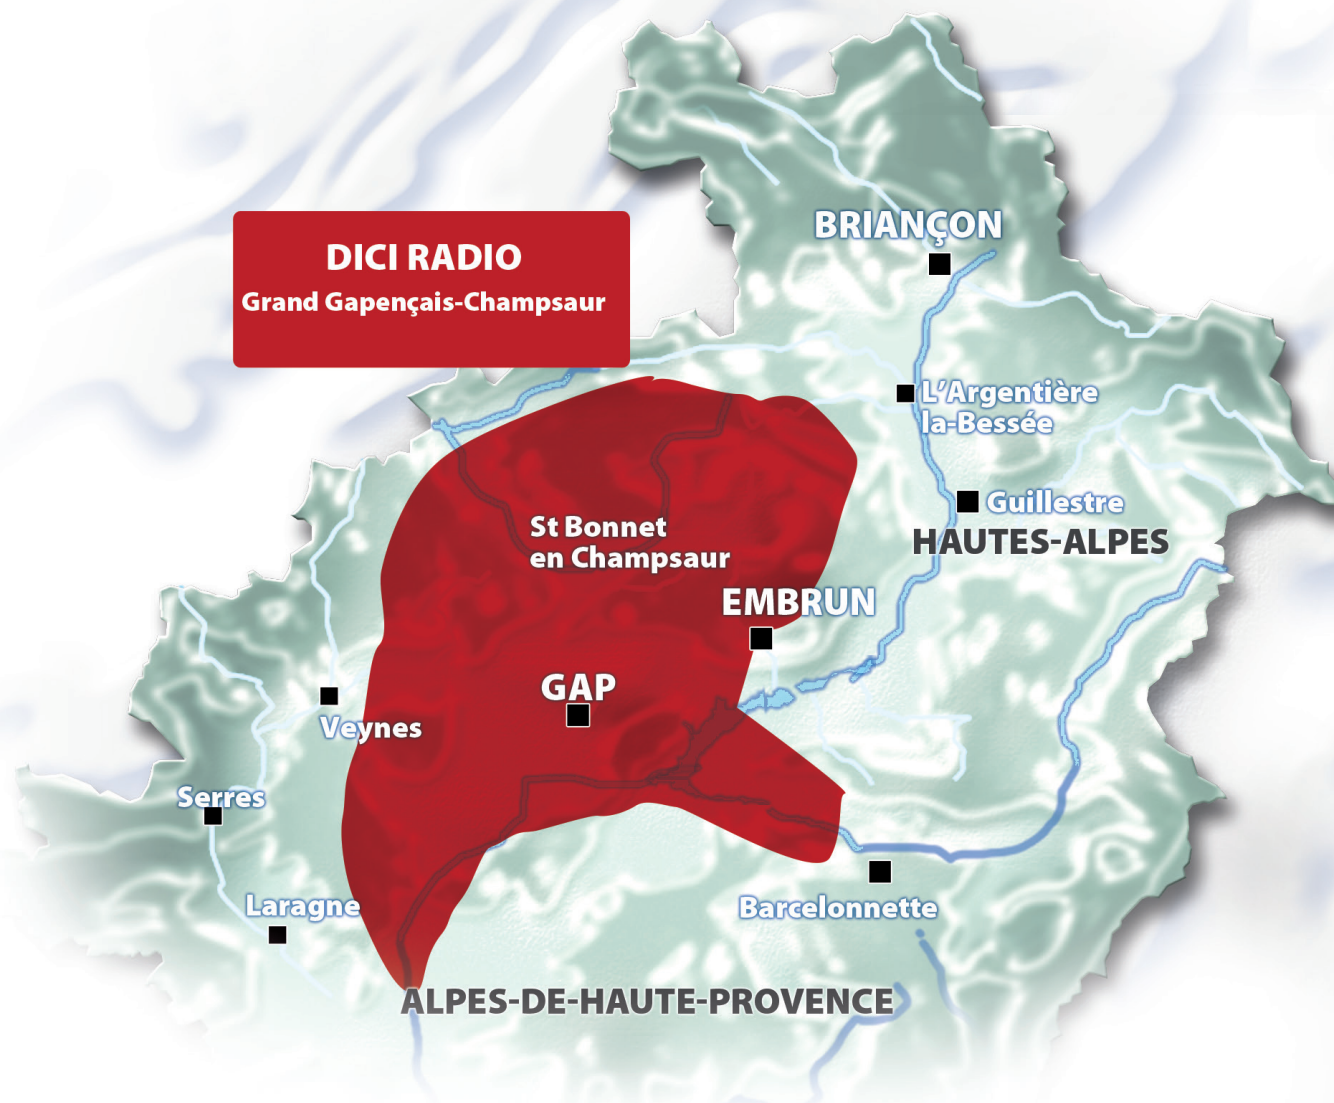 BRIANÇON
DICI RADIO
Grand Gapençais-Champsaur
L'Argentière
la-Bessée
Guillestre
HAUTES-ALPES
St Bonnet
en Champsaur
EMBRUN
GAP
Veynes
Serres
Laragne
Barcelonnette
ALPES-DE-HAUTE-PROVENCE